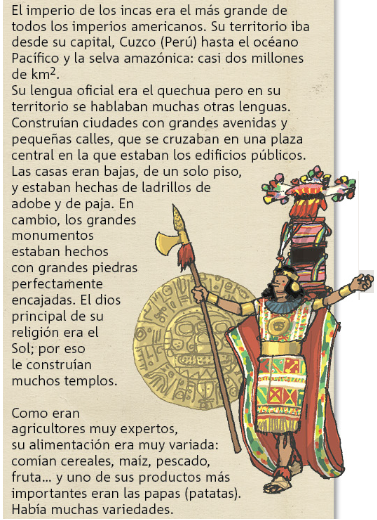 El imperio de los incas era el más grande de
todos los imperios americanos. Su territorio iba
desde su capital, Cuzco (Perú) hasta el océano
Pacífico y la selva amazónica: casi dos millones
de km².
Su lengua oficial era el quechua pero en su
territorio se hablaban muchas otras lenguas.
Construian ciudades con grandes avenidas y
pequeñas calles, que se cruzaban en una plaza
central en la que estaban los edificios públicos.
Las casas eran bajas, de un solo piso,
y estaban hechas de ladrillos de
adobe y de paja. En
cambio, los grandes
monumentos
estaban hechos
con grandes piedras
perfectamente
encajadas. El dios
principal de su
religión era el
Sol; por eso
le construían
muchos templos.
Como eran
agricultores muy expertos,
su alimentación era muy variada:
comían cereales, maíz, pescado,
fruta... y uno de sus productos más
importantes eran las papas (patatas).
Había muchas variedades.